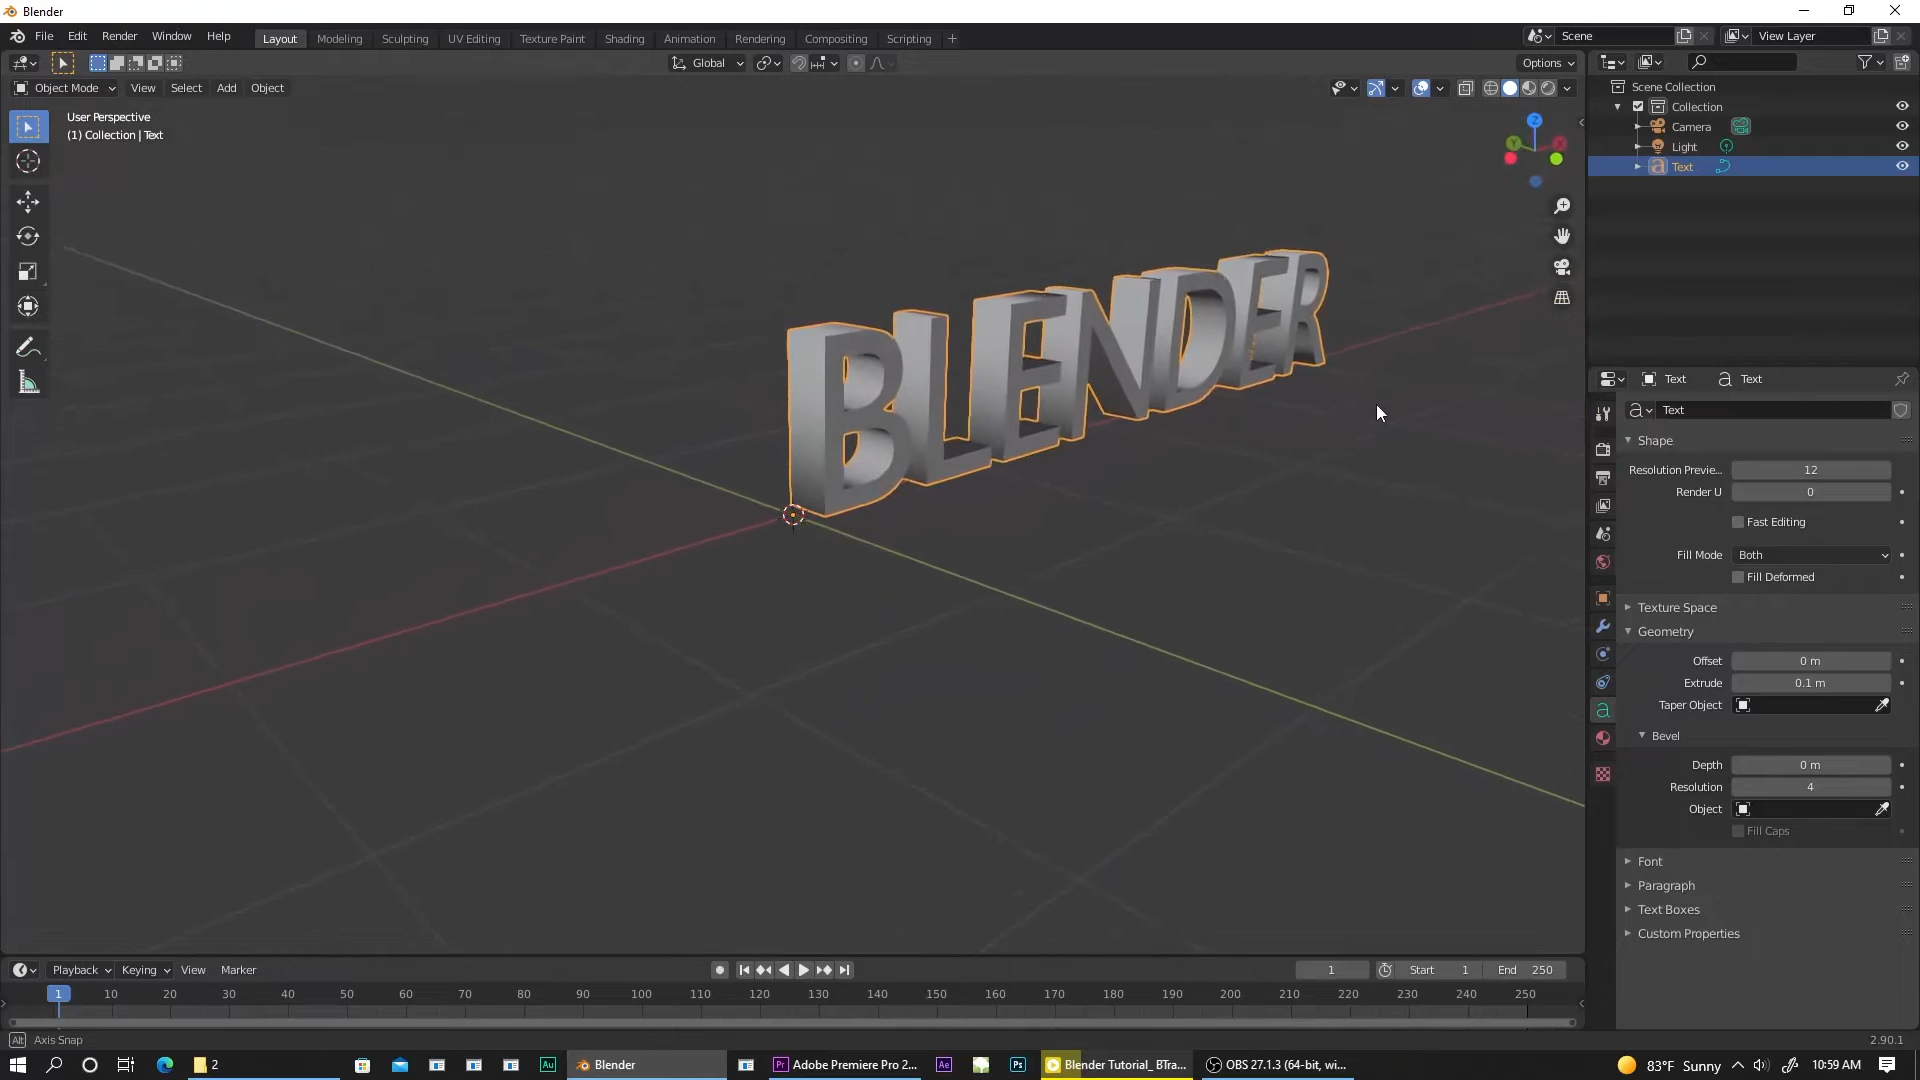 Blender
File Edit Render Window Help
Layout Modeling Sculpting UV Editing Texture Paint Shading Animation Rendering Compositing Scripting +
Scene
View Layer
Global
Options
Object Mode View Select Add Object
User Perspective
(1) Collection | Text
Z
Y
X
BLENDER
Scene Collection
Collection
Camera
Light
Text
Text Text
Text
Shape
Resolution Previe... 12
Render U 0
Fast Editing
Fill Mode Both
Fill Deformed
Texture Space
Geometry
Offset 0 m
Extrude 0.1 m
Taper Object
Bevel
Depth 0 m
Resolution 4
Object
Fill Caps
Font
Paragraph
Text Boxes
Custom Properties
Playback Keying View Marker
1 Start 1 End 250
1 10 20 30 40 50 60 70 80 90 100 110 120 130 140 150 160 170 180 190 200 210 220 230 240 250
Alt Axis Snap
2.90.1
2
Au
Blender
Pr Adobe Premiere Pro 2...
Ae
Ps
Blender Tutorial_ BTra...
OBS 27.1.3 (64-bit, wi...
83°F Sunny
10:59 AM